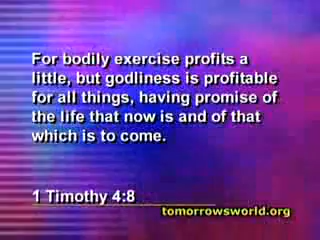 For bodily exercise profits a
little, but godliness is profitable
for all things, having promise of
the life that now is and of that
which is to come.
1 Timothy 4:8
tomorrowsworld.org